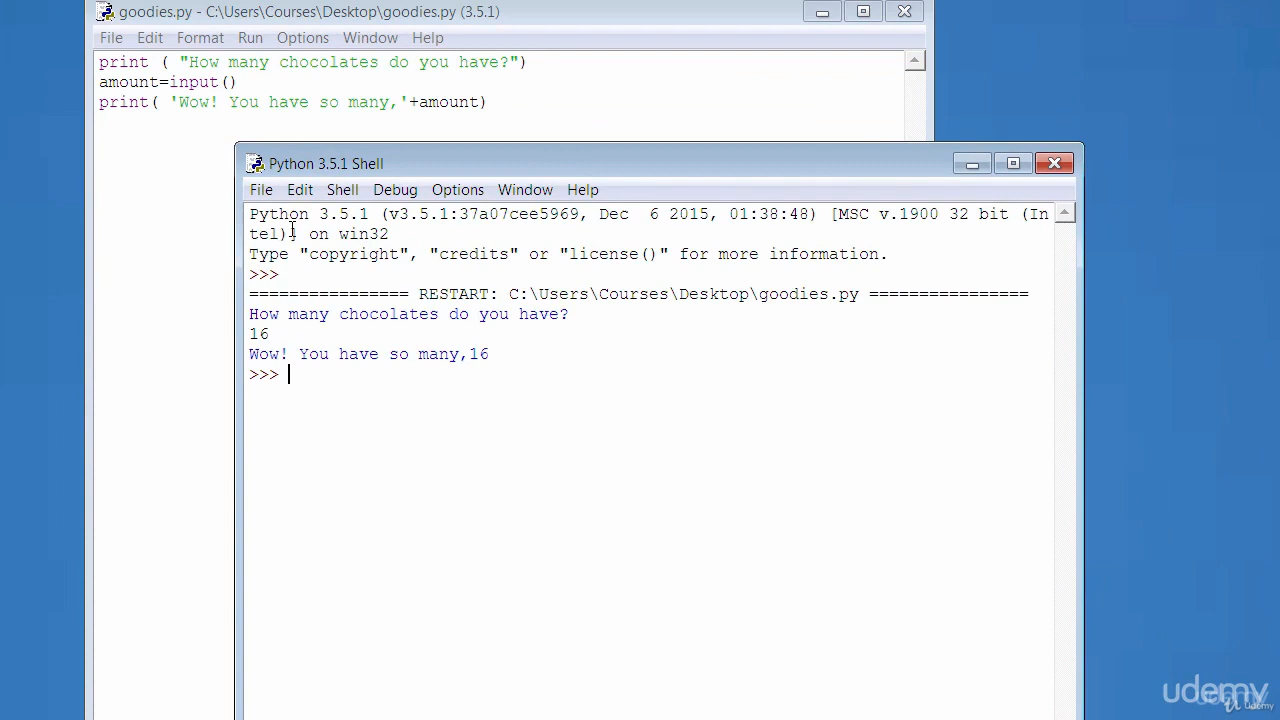 goodies.py - C:\Users\Courses\Desktop\goodies.py (3.5.1)
File Edit Format Run Options Window Help
print ( "How many chocolates do you have?")
amount=input()
print( 'Wow! You have so many,'+amount)
Python 3.5.1 Shell
File Edit Shell Debug Options Window Help
Python 3.5.1 (v3.5.1:37a07cee5969, Dec  6 2015, 01:38:48) [MSC v.1900 32 bit (In
tel)] on win32
Type "copyright", "credits" or "license()" for more information.
>>>
================ RESTART: C:\Users\Courses\Desktop\goodies.py ================
How many chocolates do you have?
16
Wow! You have so many,16
>>>
udemy
udemy